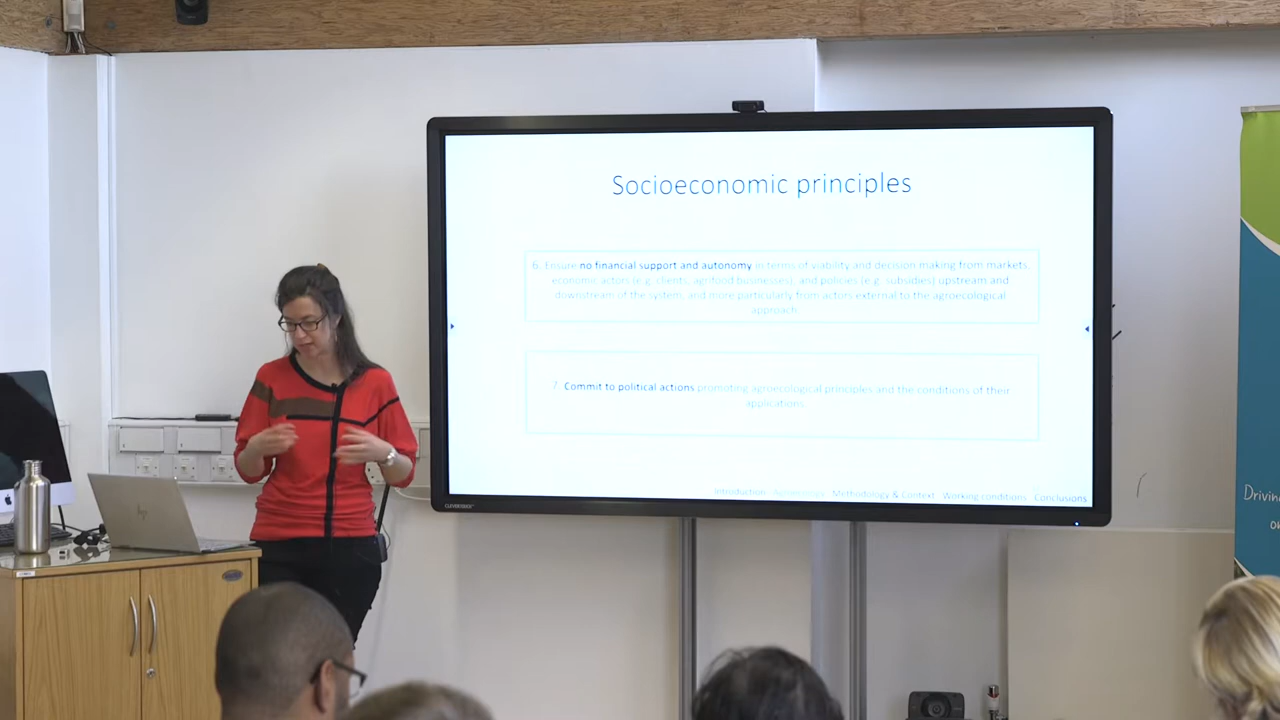 Socioeconomic principles
6. Ensure no financial support and autonomy in terms of viability and decision making from markets,
economic actors (e.g. clients, agrifood businesses), and policies (e.g. subsidies) upstream and
downstream of the system, and more particularly from actors external to the agroecological
approach.
7. Commit to political actions promoting agroecological principles and the conditions of their
applications.
Introduction Methodology & Context Working conditions Conclusions
CLEVERTOUCH
hp
Drivin